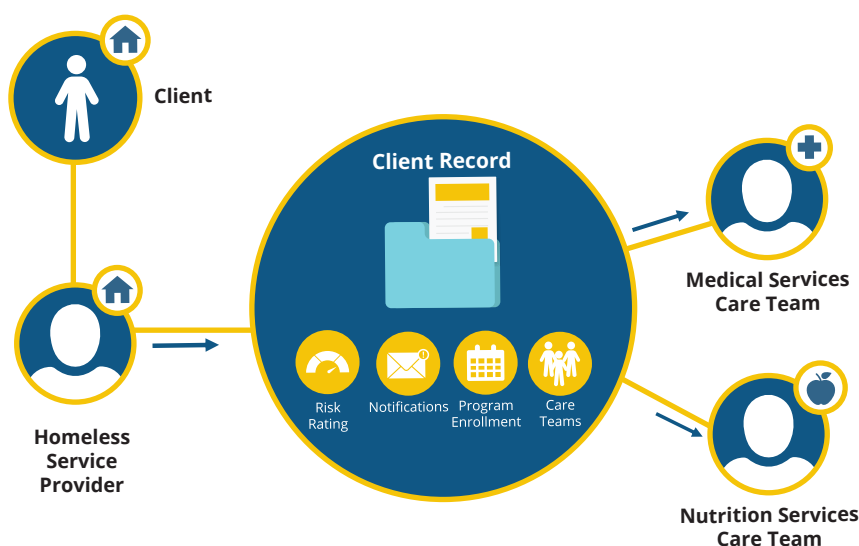 Client
Client Record
Medical Services
Care Team
Homeless
Service
Provider
Risk
Rating
Notifications
Program
Enrollment
Care
Teams
Nutrition Services
Care Team